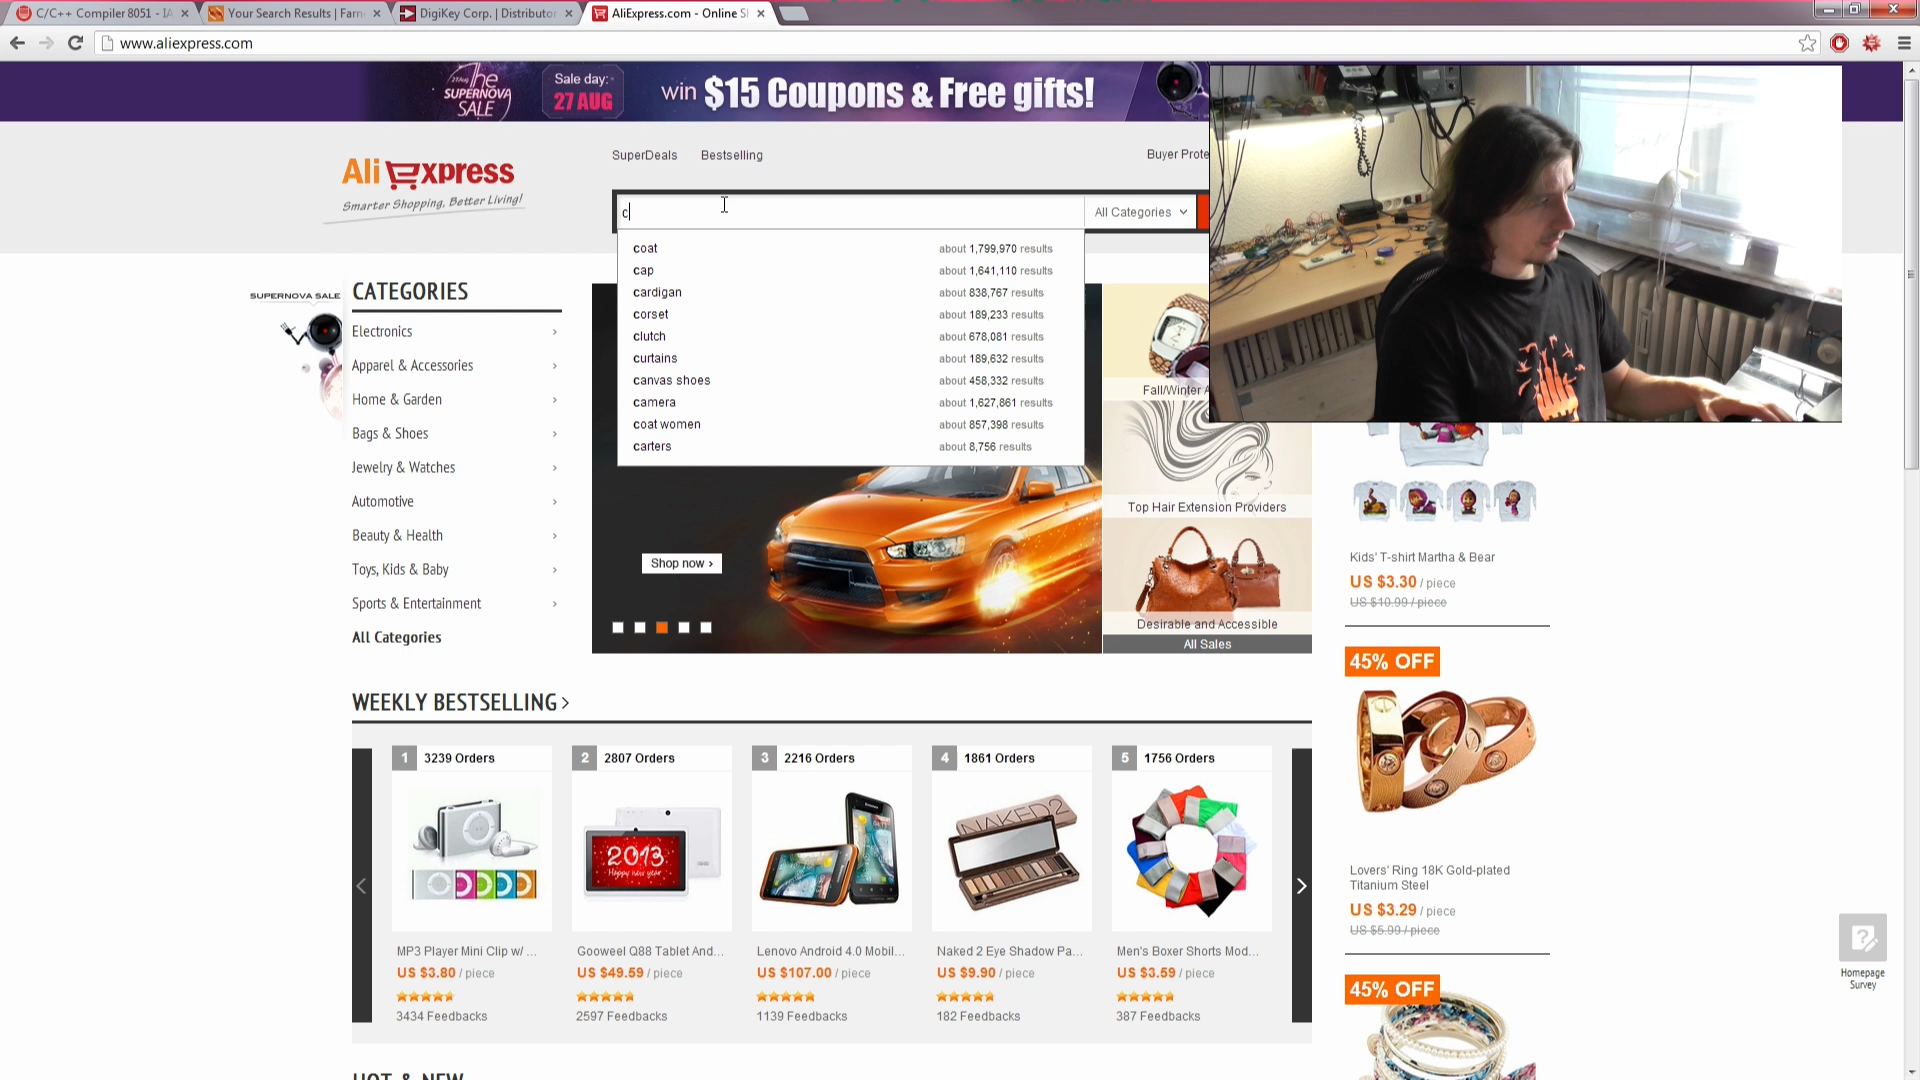 C/C++ Compiler 8051 - IA
Your Search Results | Farn
DigiKey Corp. | Distributor
AliExpress.com - Online S
www.aliexpress.com
27Aug
The SUPERNOVA SALE
Sale day:
27 AUG
win $15 Coupons & Free gifts!
SuperDeals
Bestselling
Buyer Prote
AliExpress
Smarter Shopping, Better Living!
c
All Categories
coat about 1,799,970 results
cap about 1,641,110 results
cardigan about 838,767 results
corset about 189,233 results
clutch about 678,081 results
curtains about 189,632 results
canvas shoes about 458,332 results
camera about 1,627,861 results
coat women about 857,398 results
carters about 8,756 results
SUPERNOVA SALE
CATEGORIES
Electronics
Apparel & Accessories
Home & Garden
Bags & Shoes
Jewelry & Watches
Automotive
Beauty & Health
Toys, Kids & Baby
Sports & Entertainment
All Categories
Shop now
Fall/Winter A
Top Hair Extension Providers
Desirable and Accessible
All Sales
Kids' T-shirt Martha & Bear
US $3.30 / piece
US $10.99 / piece
45% OFF
Lovers' Ring 18K Gold-plated
Titanium Steel
US $3.29 / piece
US $5.99 / piece
45% OFF
WEEKLY BESTSELLING
1 3239 Orders
2 2807 Orders
3 2216 Orders
4 1861 Orders
5 1756 Orders
2013
Happy new year
NAKED2
MP3 Player Mini Clip w/ ...
US $3.80 / piece
3434 Feedbacks
Gooweel Q88 Tablet And...
US $49.59 / piece
2597 Feedbacks
Lenovo Android 4.0 Mobil...
US $107.00 / piece
1139 Feedbacks
Naked 2 Eye Shadow Pa...
US $9.90 / piece
182 Feedbacks
Men's Boxer Shorts Mod...
US $3.59 / piece
387 Feedbacks
Homepage
Survey
HOT & NEW